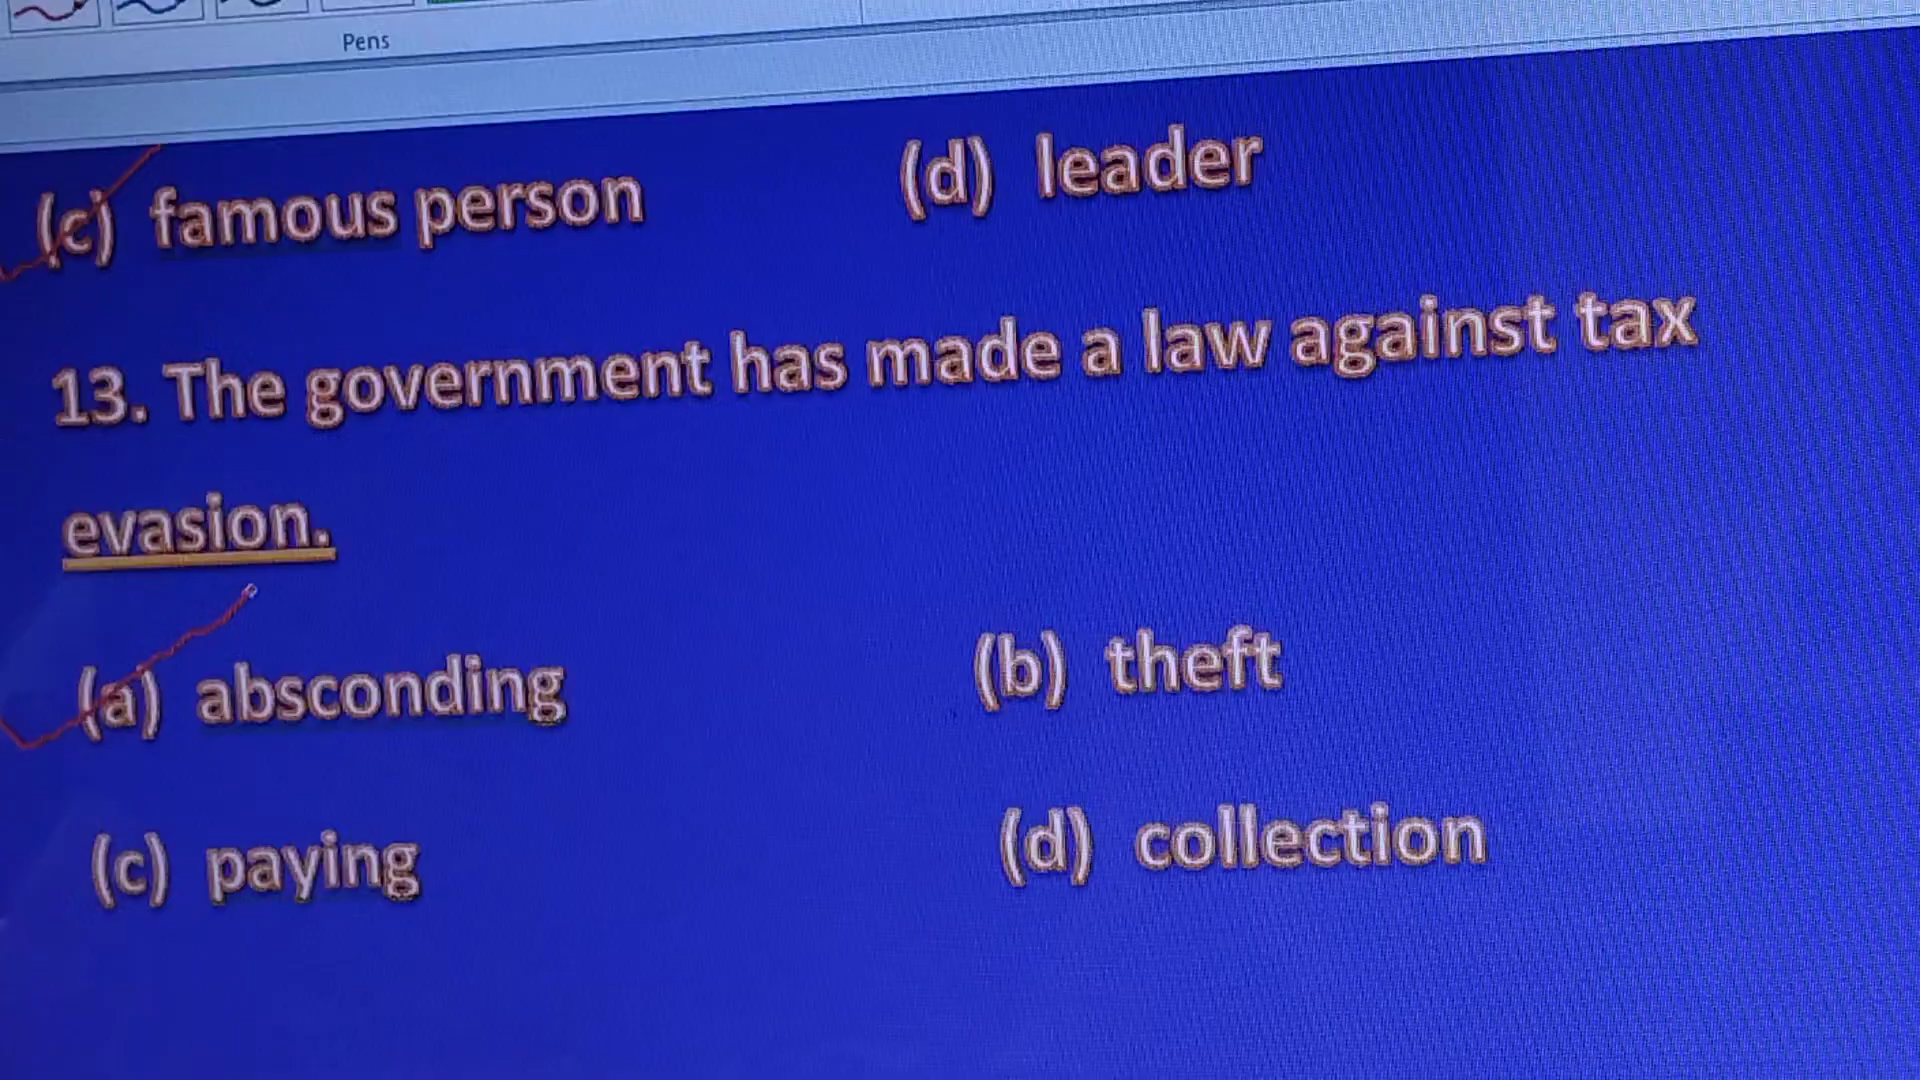 Pens
(c) famous person (d) leader
13. The government has made a law against tax
evasion.
(a) absconding (b) theft
(c) paying (d) collection